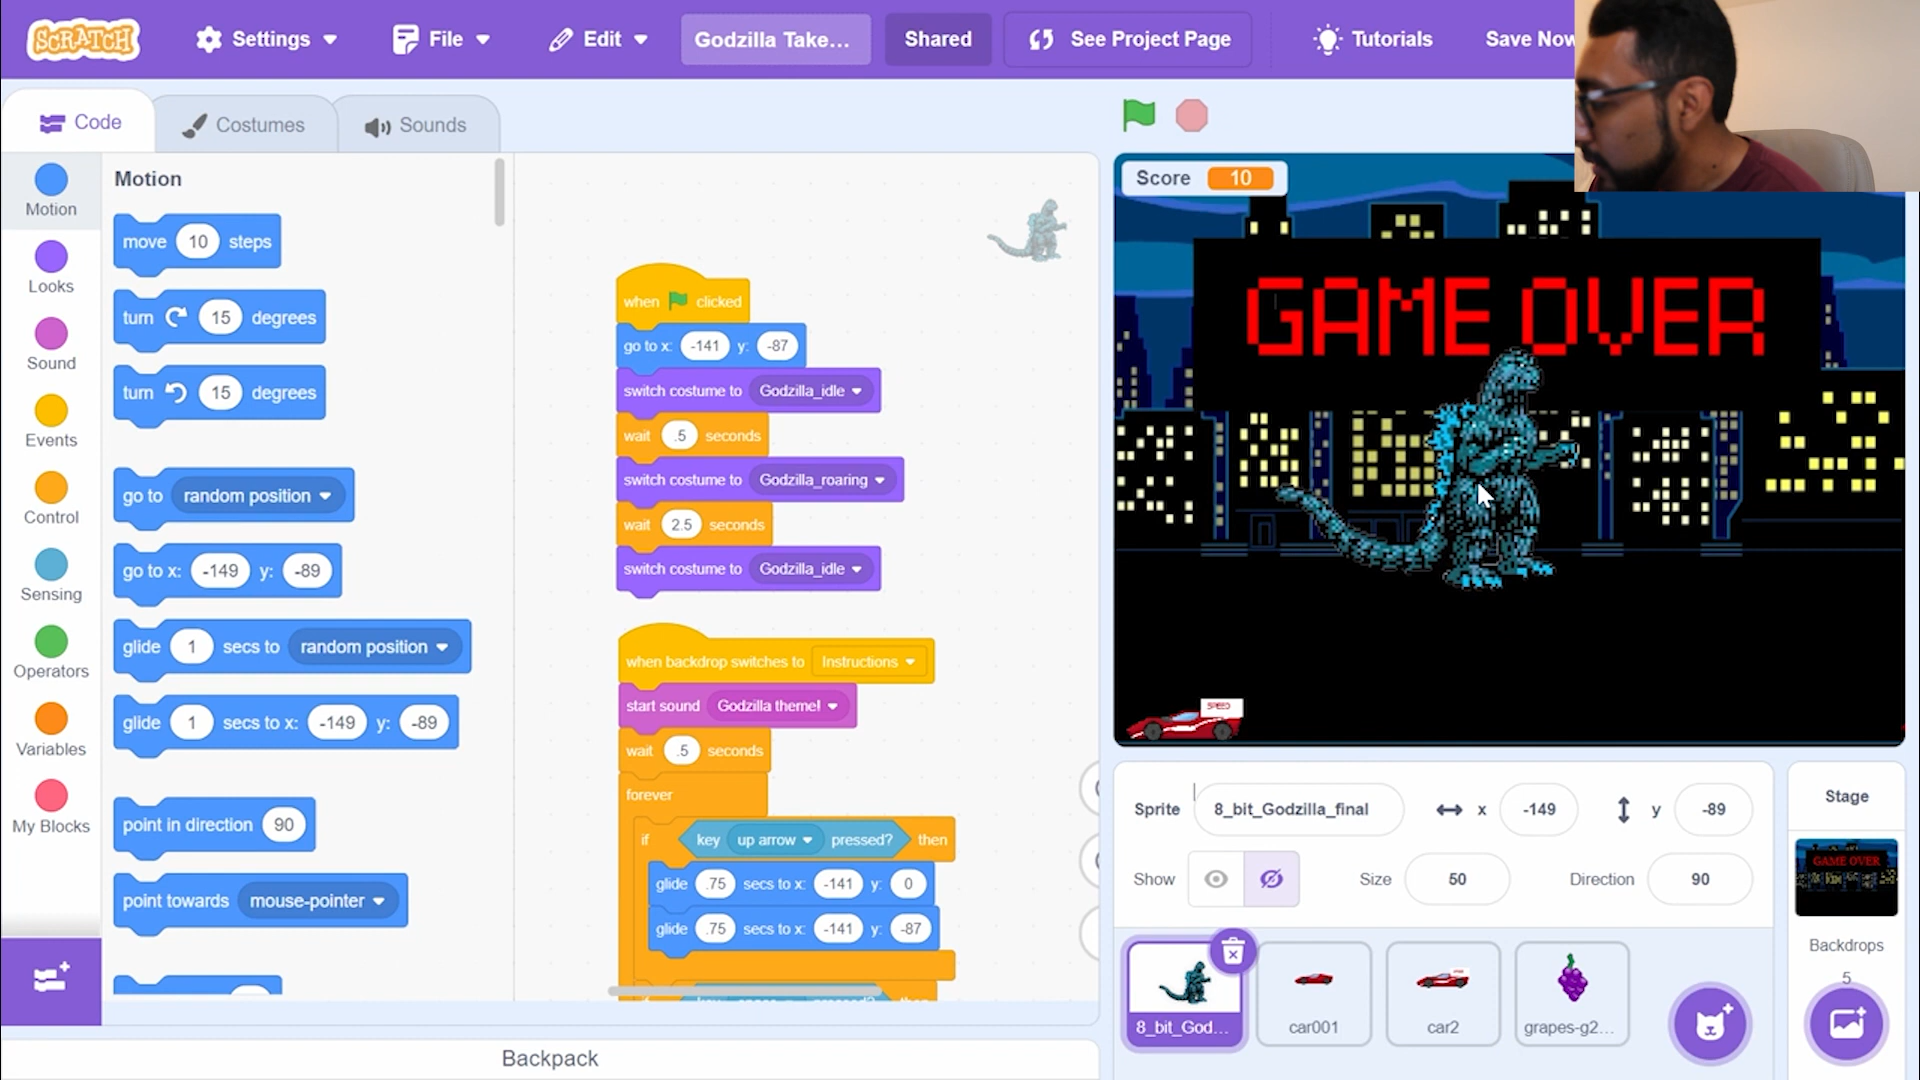 SCRATCH
Settings
File
Edit
Godzilla Take...
Shared
See Project Page
Tutorials
Save Now
Code
Costumes
Sounds
Motion
Looks
Sound
Events
Control
Sensing
Operators
Variables
My Blocks
Motion
move 10 steps
turn 15 degrees
turn 15 degrees
go to random position
go to x: -149 y: -89
glide 1 secs to random position
glide 1 secs to x: -149 y: -89
point in direction 90
point towards mouse-pointer
when clicked
go to x: -141 y: -87
switch costume to Godzilla_idle
wait .5 seconds
switch costume to Godzilla_roaring
wait 2.5 seconds
switch costume to Godzilla_idle
when backdrop switches to Instructions
start sound Godzilla theme!
wait .5 seconds
forever
if key up arrow pressed? then
glide .75 secs to x: -141 y: 0
glide .75 secs to x: -141 y: -87
Backpack
Score 10
GAME OVER
SPEED
Sprite 8_bit_Godzilla_final x -149 y -89
Show Size 50 Direction 90
8_bit_God...
car001
car2
grapes-g2...
Stage
GAME OVER
Backdrops
5